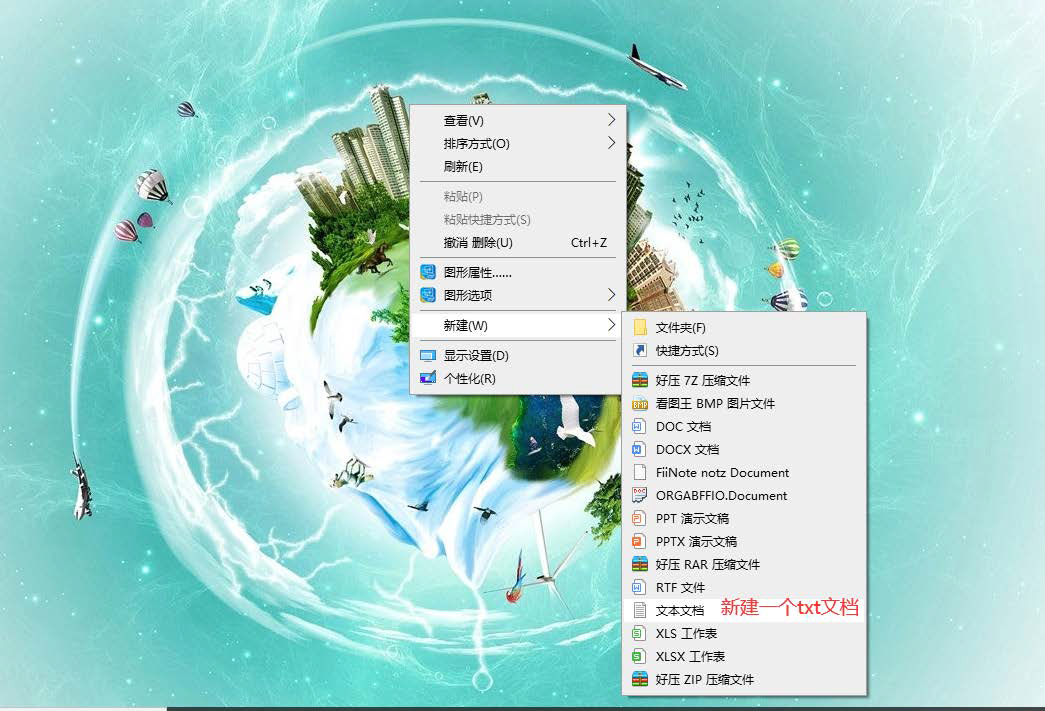 查看(V)
排序方式(O)
刷新(E)
粘贴(P)
粘贴快捷方式(S)
撤消 删除(U) Ctrl+Z
图形属性......
图形选项
新建(W)
显示设置(D)
个性化(R)
文件夹(F)
快捷方式(S)
好压 7Z 压缩文件
看图王 BMP 图片文件
DOC 文档
DOCX 文档
FiiNote notz Document
ORGABFFIO.Document
PPT 演示文稿
PPTX 演示文稿
好压 RAR 压缩文件
RTF 文件
文本文档 新建一个txt文档
XLS 工作表
XLSX 工作表
好压 ZIP 压缩文件